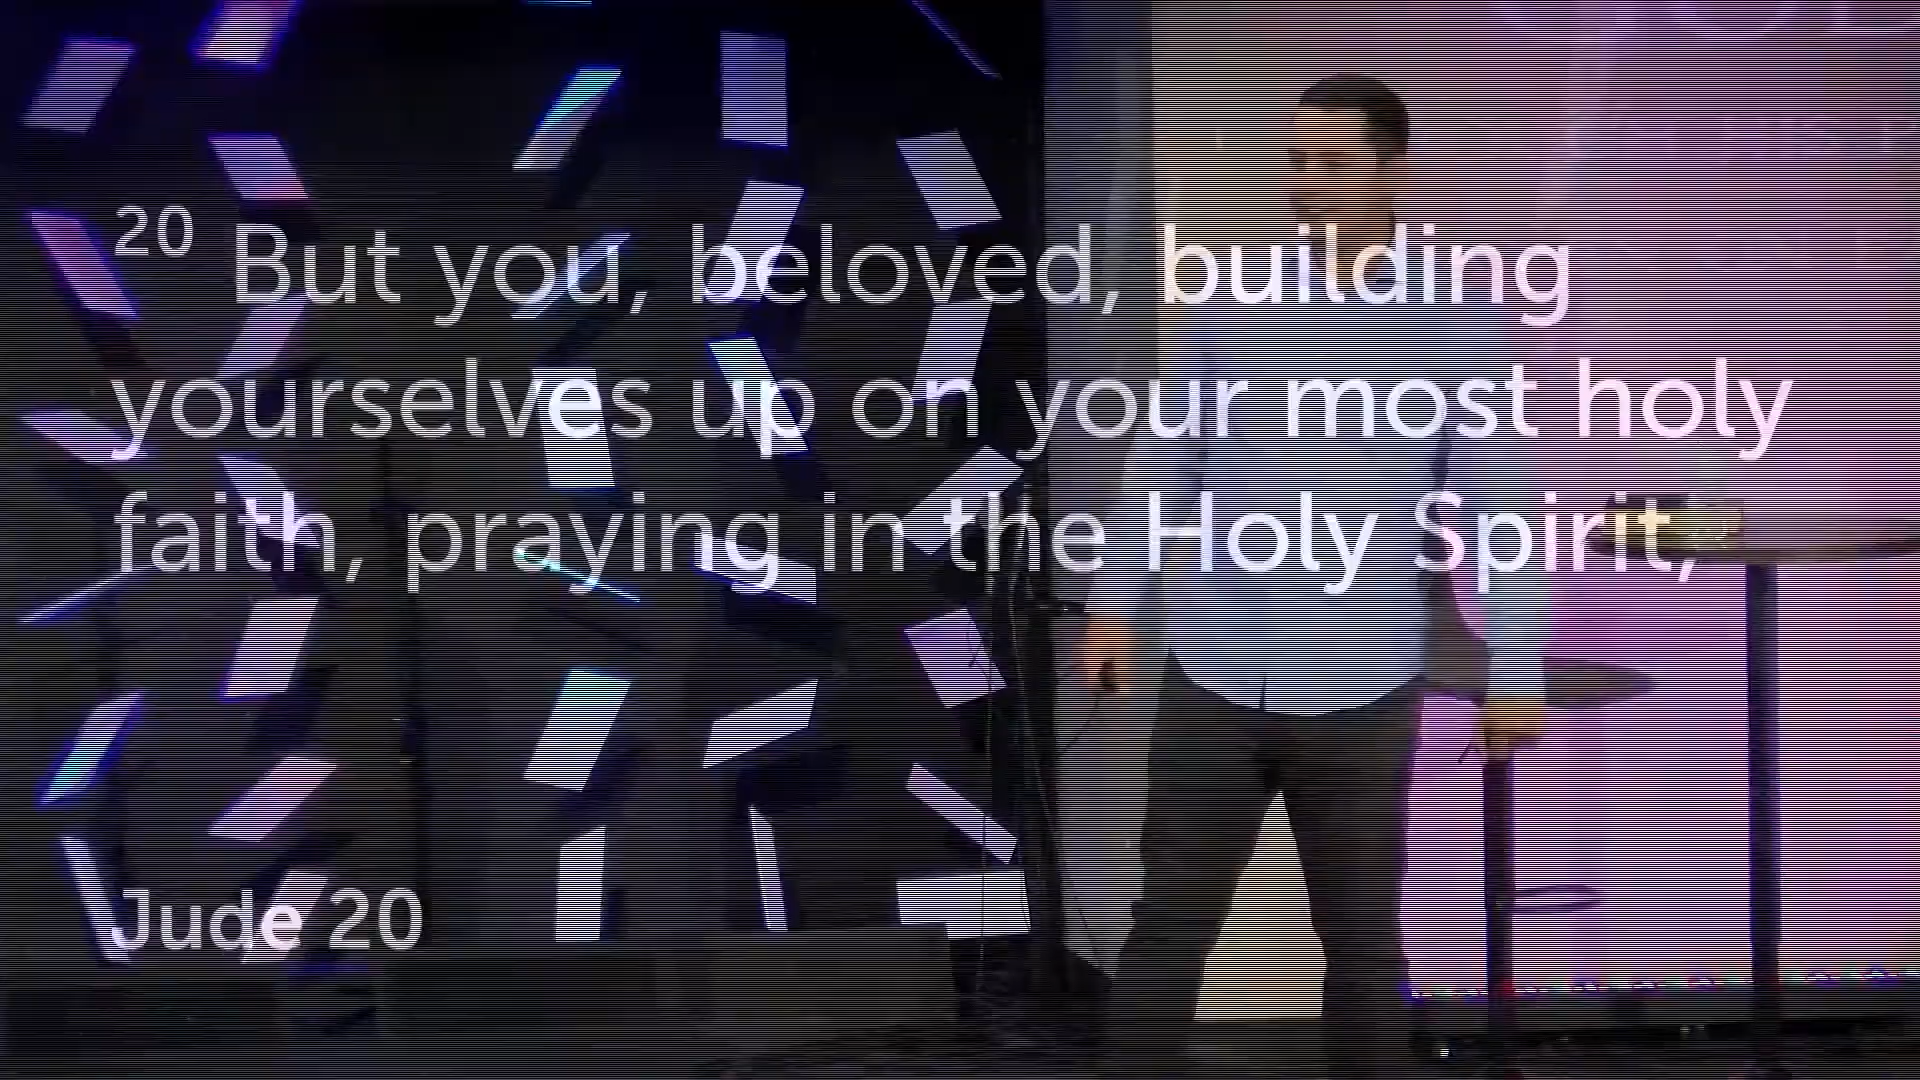 20 But you, beloved, building
yourselves up on your most holy
faith, praying in the Holy Spirit,
Jude 20